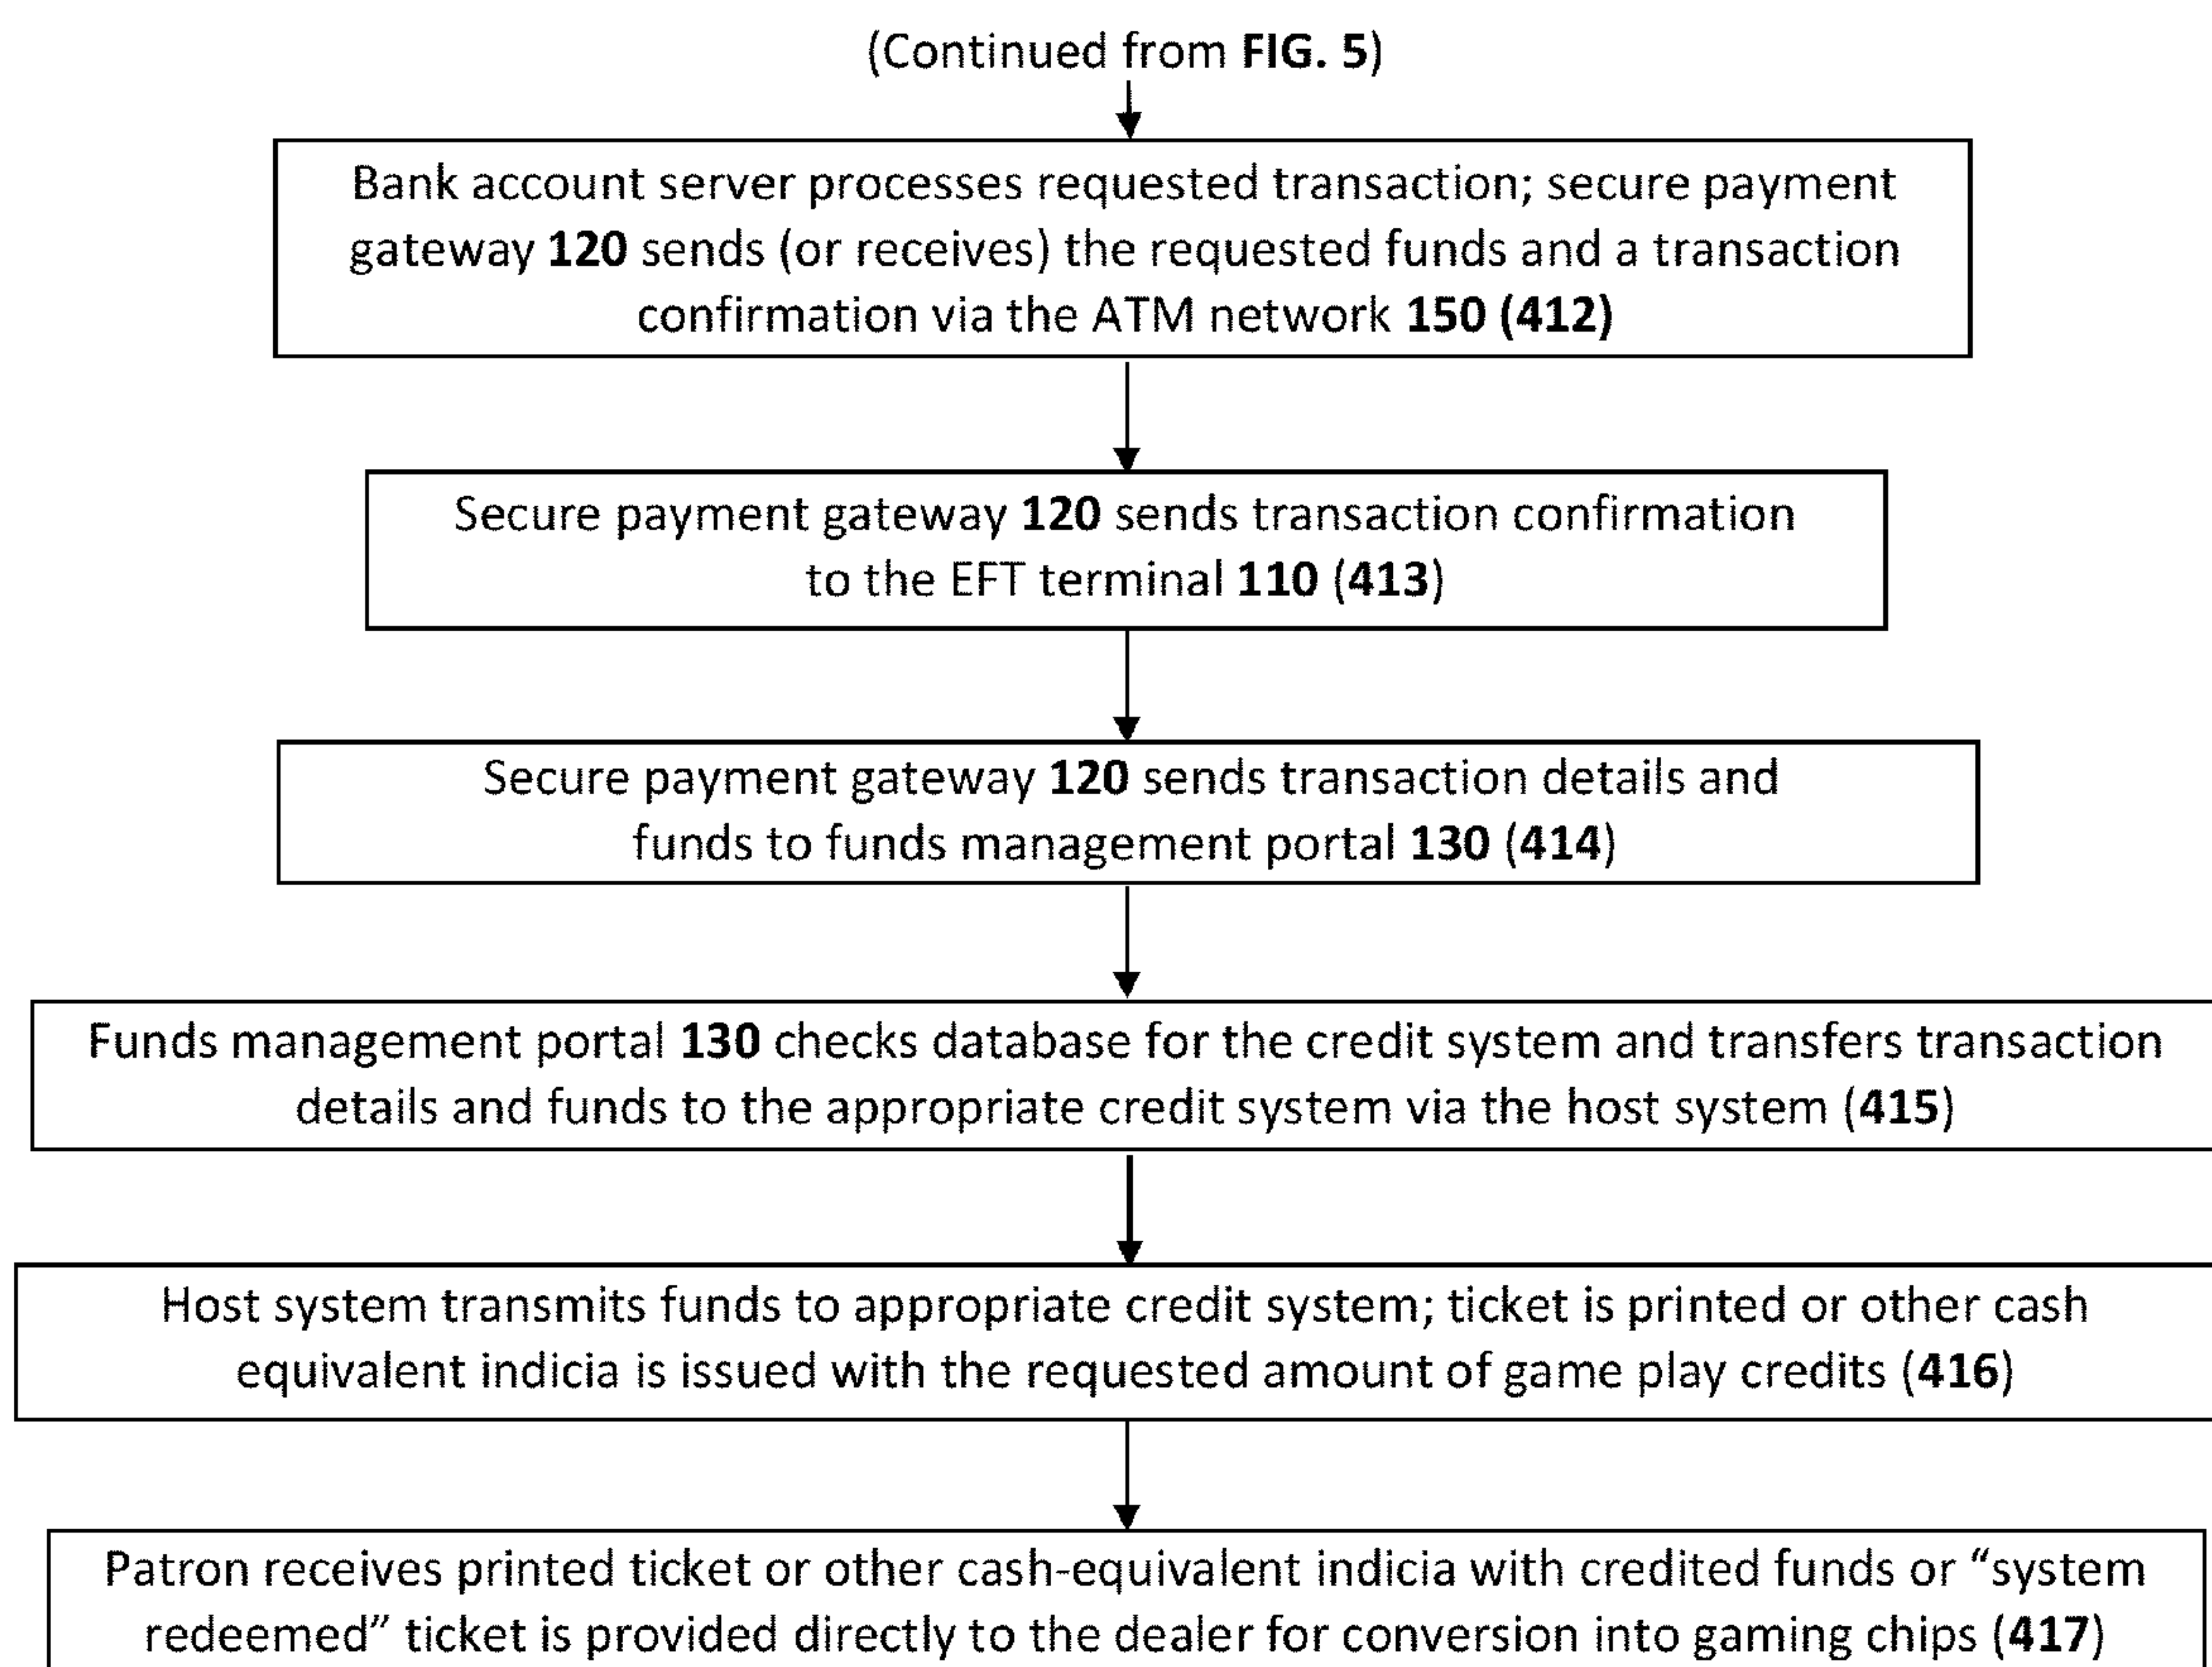 (Continued from FIG. 5)
Bank account server processes requested transaction; secure payment
gateway 120 sends (or receives) the requested funds and a transaction
confirmation via the ATM network 150 (412)
Secure payment gateway 120 sends transaction confirmation
to the EFT terminal 110 (413)
Secure payment gateway 120 sends transaction details and
funds to funds management portal 130 (414)
Funds management portal 130 checks database for the credit system and transfers transaction
details and funds to the appropriate credit system via the host system (415)
Host system transmits funds to appropriate credit system; ticket is printed or other cash
equivalent indicia is issued with the requested amount of game play credits (416)
Patron receives printed ticket or other cash-equivalent indicia with credited funds or “system
redeemed” ticket is provided directly to the dealer for conversion into gaming chips (417)